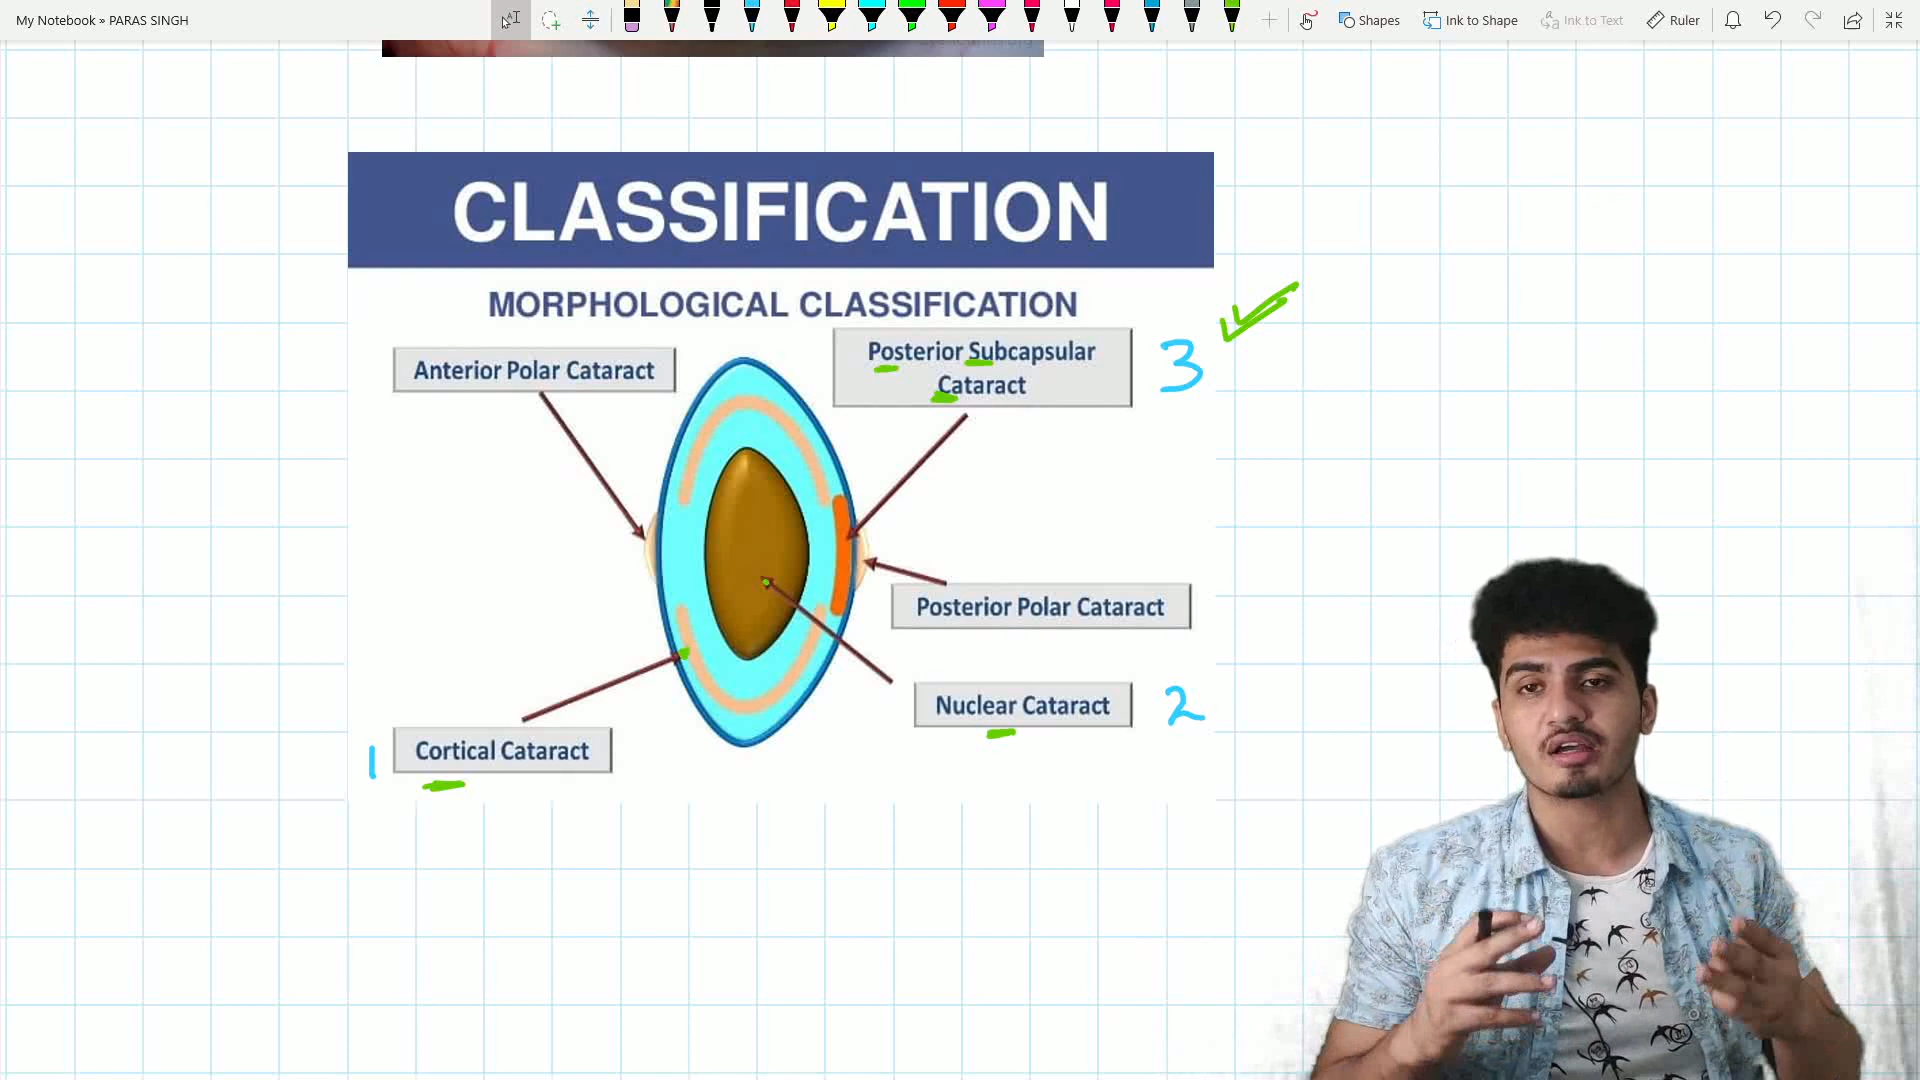 My Notebook » PARAS SINGH
Shapes
Ink to Shape
Ink to Text
Ruler
CLASSIFICATION
MORPHOLOGICAL CLASSIFICATION
Anterior Polar Cataract
Posterior Subcapsular
Cataract
3
Posterior Polar Cataract
Nuclear Cataract
2
1
Cortical Cataract